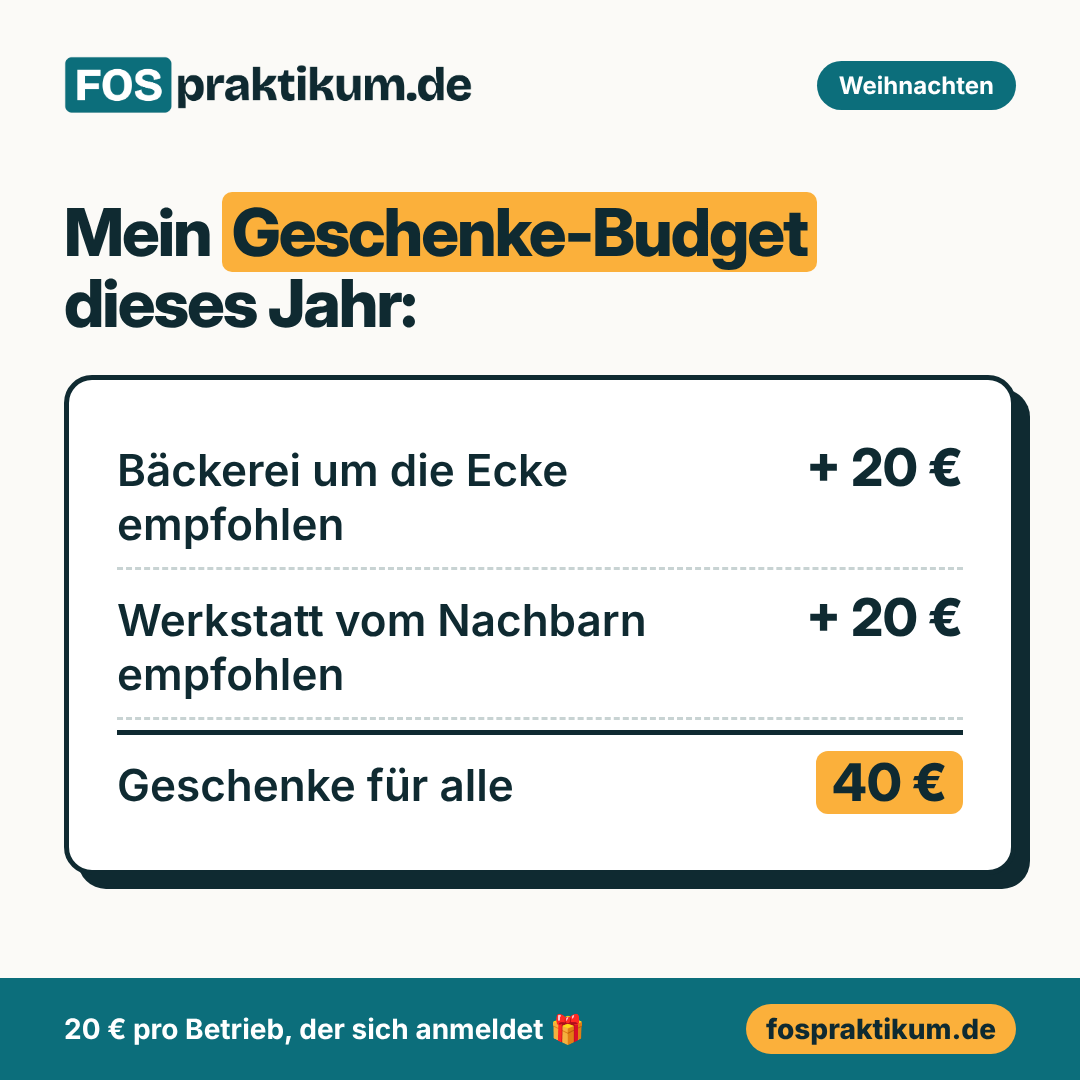 FOSpraktikum.de
Weihnachten
Mein Geschenke-Budget
dieses Jahr:
Bäckerei um die Ecke
empfohlen
+ 20 €
Werkstatt vom Nachbarn
empfohlen
+ 20 €
Geschenke für alle
40 €
20 € pro Betrieb, der sich anmeldet 🎁
fospraktikum.de